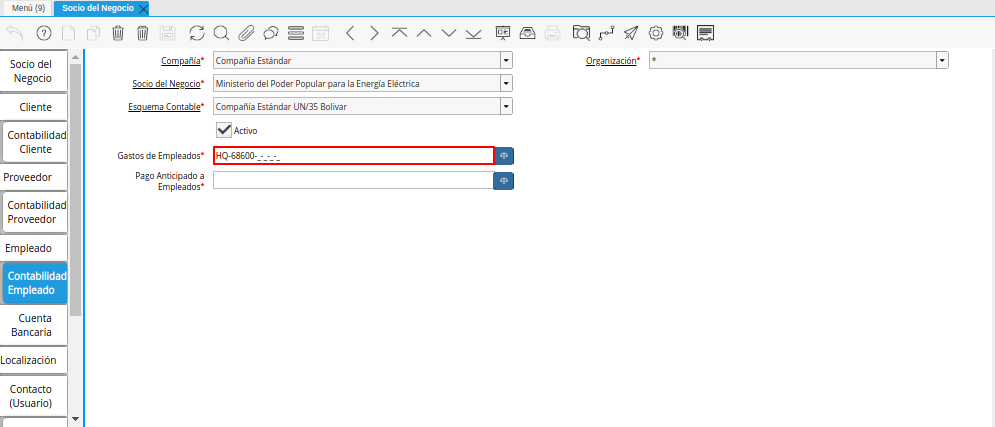 Menú (9)
Socio del Negocio
Socio del
Negocio
Cliente
Contabilidad
Cliente
Proveedor
Contabilidad
Proveedor
Empleado
Contabilidad
Empleado
Cuenta
Bancaria
Localización
Contacto
(Usuario)
Compañía* Compañía Estándar
Organización* *
Socio del Negocio* Ministerio del Poder Popular para la Energía Eléctrica
Esquema Contable* Compañía Estándar UN/35 Bolivar
Activo
Gastos de Empleados* HQ-68600-_-_-_-_
Pago Anticipado a
Empleados*